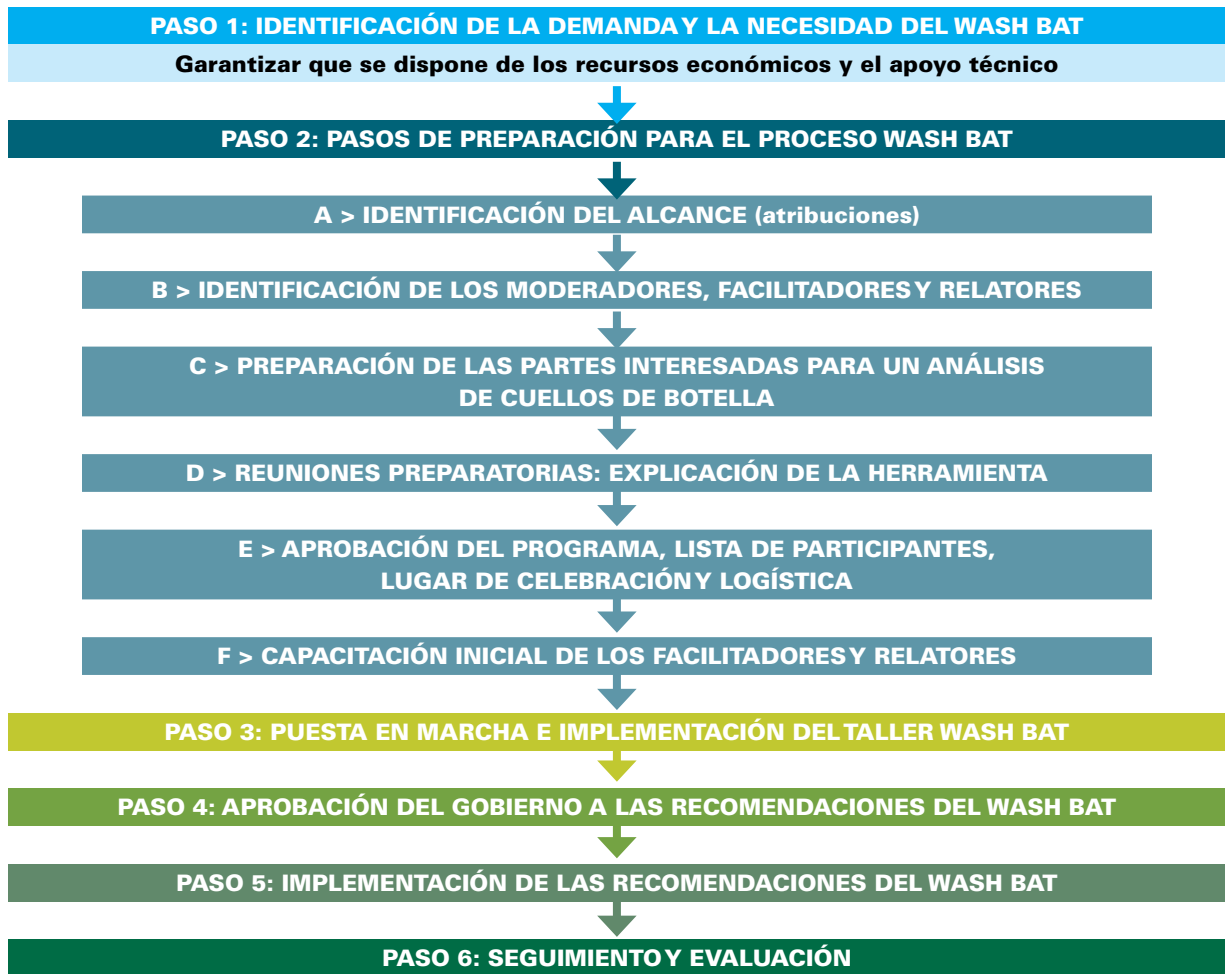 PASO 1: IDENTIFICACIÓN DE LA DEMANDA Y LA NECESIDAD DEL WASH BAT
Garantizar que se dispone de los recursos económicos y el apoyo técnico
PASO 2: PASOS DE PREPARACIÓN PARA EL PROCESO WASH BAT
A > IDENTIFICACIÓN DEL ALCANCE (atribuciones)
B > IDENTIFICACIÓN DE LOS MODERADORES, FACILITADORES Y RELATORES
C > PREPARACIÓN DE LAS PARTES INTERESADAS PARA UN ANÁLISIS
DE CUELLOS DE BOTELLA
D > REUNIONES PREPARATORIAS: EXPLICACIÓN DE LA HERRAMIENTA
E > APROBACIÓN DEL PROGRAMA, LISTA DE PARTICIPANTES,
LUGAR DE CELEBRACIÓN Y LOGÍSTICA
F > CAPACITACIÓN INICIAL DE LOS FACILITADORES Y RELATORES
PASO 3: PUESTA EN MARCHA E IMPLEMENTACIÓN DEL TALLER WASH BAT
PASO 4: APROBACIÓN DEL GOBIERNO A LAS RECOMENDACIONES DEL WASH BAT
PASO 5: IMPLEMENTACIÓN DE LAS RECOMENDACIONES DEL WASH BAT
PASO 6: SEGUIMIENTO Y EVALUACIÓN